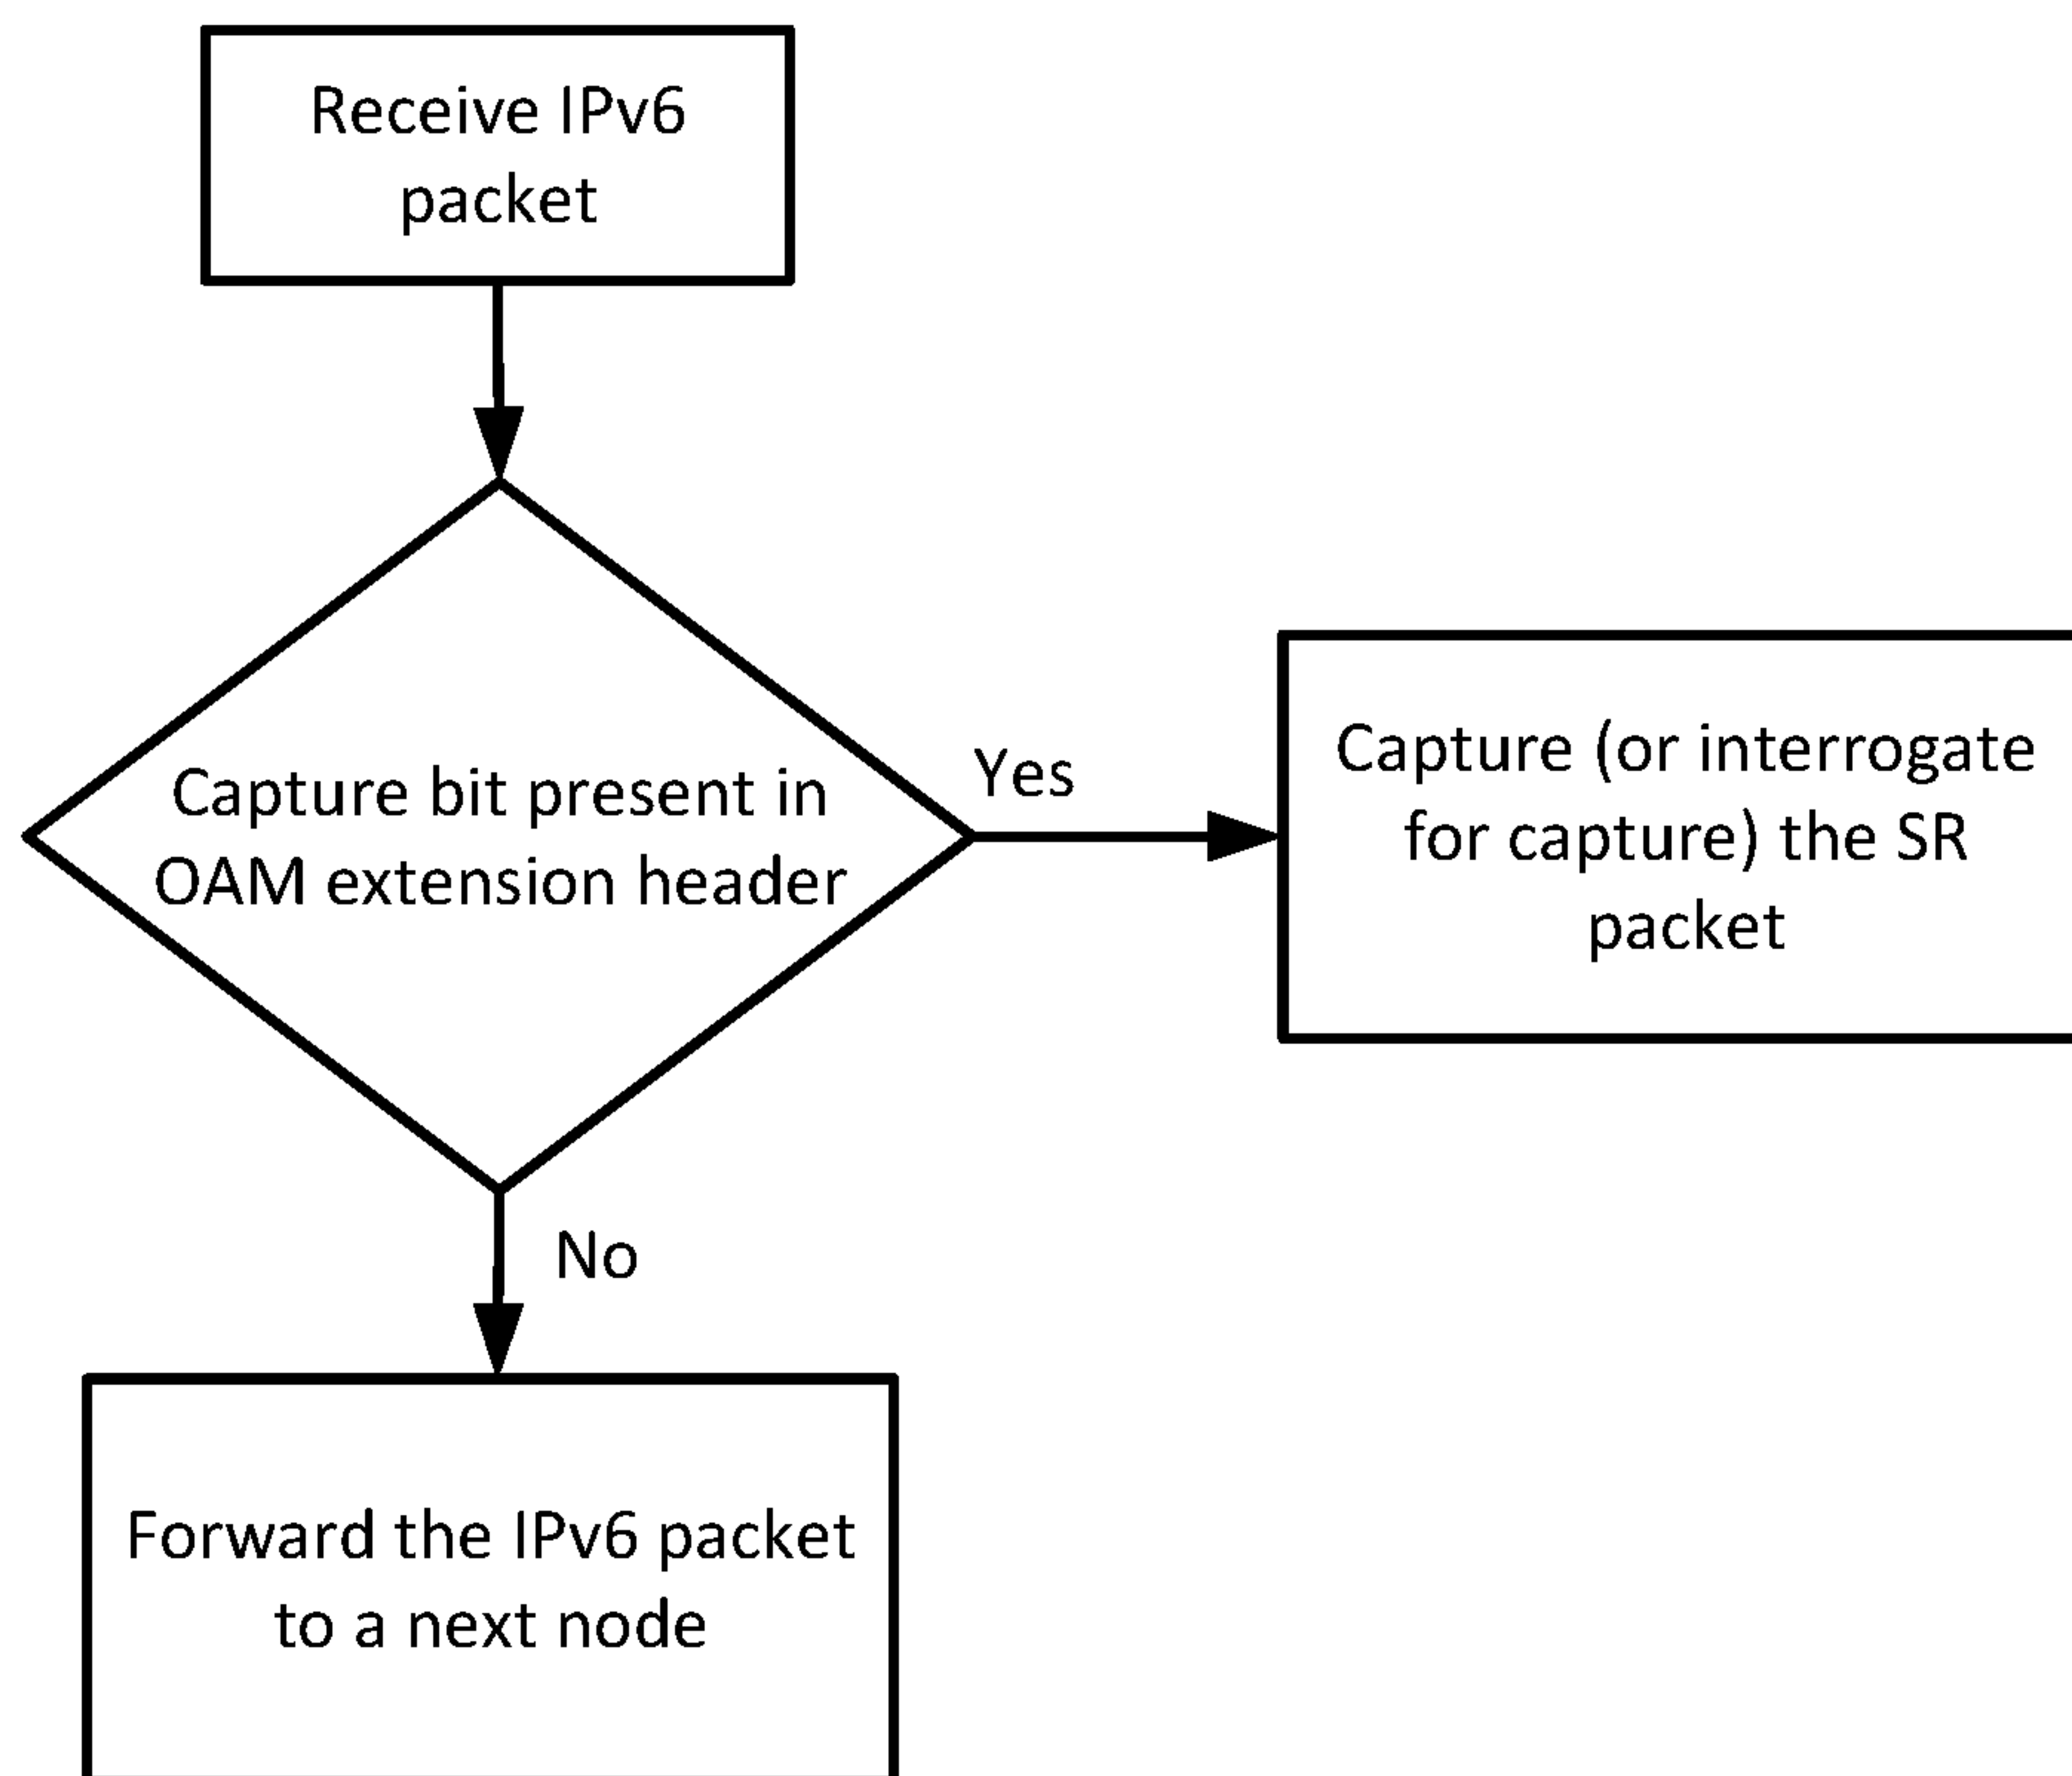 Receive IPv6
packet
Capture bit present in
OAM extension header
Yes
Capture (or interrogate
for capture) the SR
packet
No
Forward the IPv6 packet
to a next node